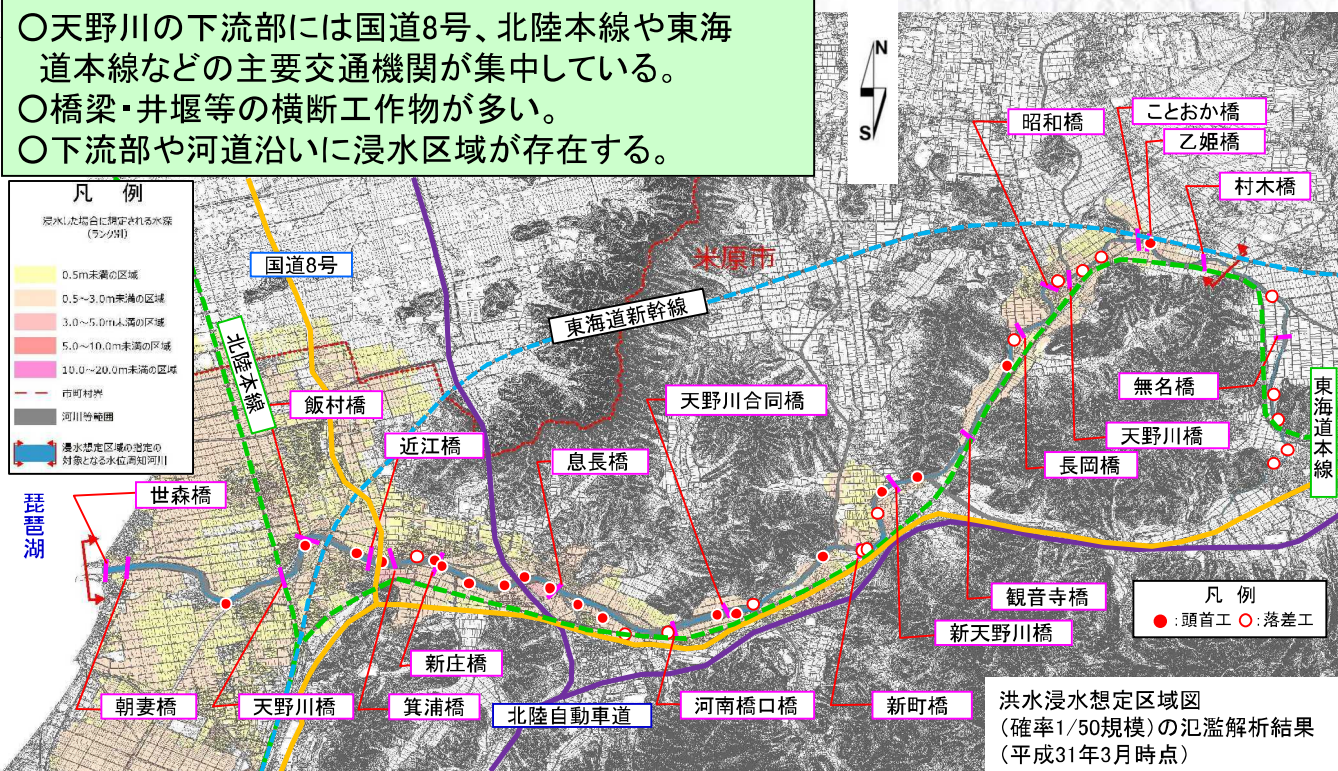 ○天野川の下流部には国道8号、北陸本線や東海
道本線などの主要交通機関が集中している。
○橋梁・井堰等の横断工作物が多い。
○下流部や河道沿いに浸水区域が存在する。
N
S
凡 例
浸水した場合に想定される水深
(ランク別)
0.5m未満の区域
0.5～3.0m未満の区域
3.0～5.0m未満の区域
5.0～10.0m未満の区域
10.0～20.0m未満の区域
市町村界
河川等範囲
浸水想定区域の指定の
対象となる水位周知河川
昭和橋
ことおか橋
乙姫橋
村木橋
国道8号
米原市
東海道新幹線
北陸本線
飯村橋
近江橋
息長橋
天野川合同橋
無名橋
天野川橋
長岡橋
東海道本線
世森橋
琵琶湖
観音寺橋
新天野川橋
新庄橋
朝妻橋
天野川橋
箕浦橋
北陸自動車道
河南橋口橋
新町橋
凡 例
:頭首工 :落差工
洪水浸水想定区域図
(確率1/50規模)の氾濫解析結果
(平成31年3月時点)